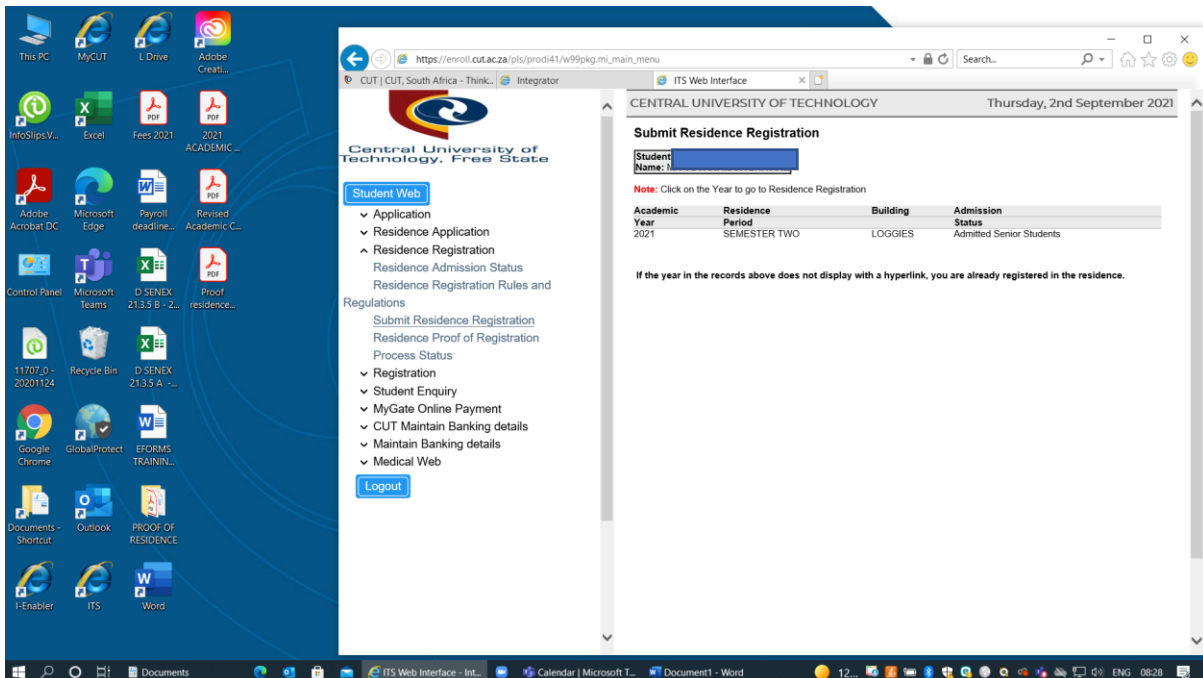 This PC
MyCUT
L Drive
Adobe
Creati...
InfoSlips.V...
Excel
Fees 2021
2021
ACADEMIC ...
Adobe
Acrobat DC
Microsoft
Edge
Payroll
deadline...
Revised
Academic C...
Control Panel
Microsoft
Teams
D SENEX
21.3.5 B - 2...
Proof
residence...
11707_0 -
20201124
Recycle Bin
D SENEX
21.3.5 A -...
Google
Chrome
GlobalProtect
EFORMS
TRAININ...
Documents -
Shortcut
Outlook
PROOF OF
RESIDENCE
I-Enabler
ITS
Word
https://enroll.cut.ac.za/pls/prodi41/w99pkg.mi_main_menu
Search...
CUT | CUT, South Africa - Think...
Integrator
ITS Web Interface
Central University of
Technology, Free State
Student Web
Application
Residence Application
Residence Registration
Residence Admission Status
Residence Registration Rules and
Regulations
Submit Residence Registration
Residence Proof of Registration
Process Status
Registration
Student Enquiry
MyGate Online Payment
CUT Maintain Banking details
Maintain Banking details
Medical Web
Logout
CENTRAL UNIVERSITY OF TECHNOLOGY Thursday, 2nd September 2021
Submit Residence Registration
Student
Name:
Note: Click on the Year to go to Residence Registration
Academic Residence Building Admission
Year Period Status
2021 SEMESTER TWO LOGGIES Admitted Senior Students
If the year in the records above does not display with a hyperlink, you are already registered in the residence.
Documents
ITS Web Interface - Int...
Calendar | Microsoft T...
Document1 - Word
12...
ENG
08:28